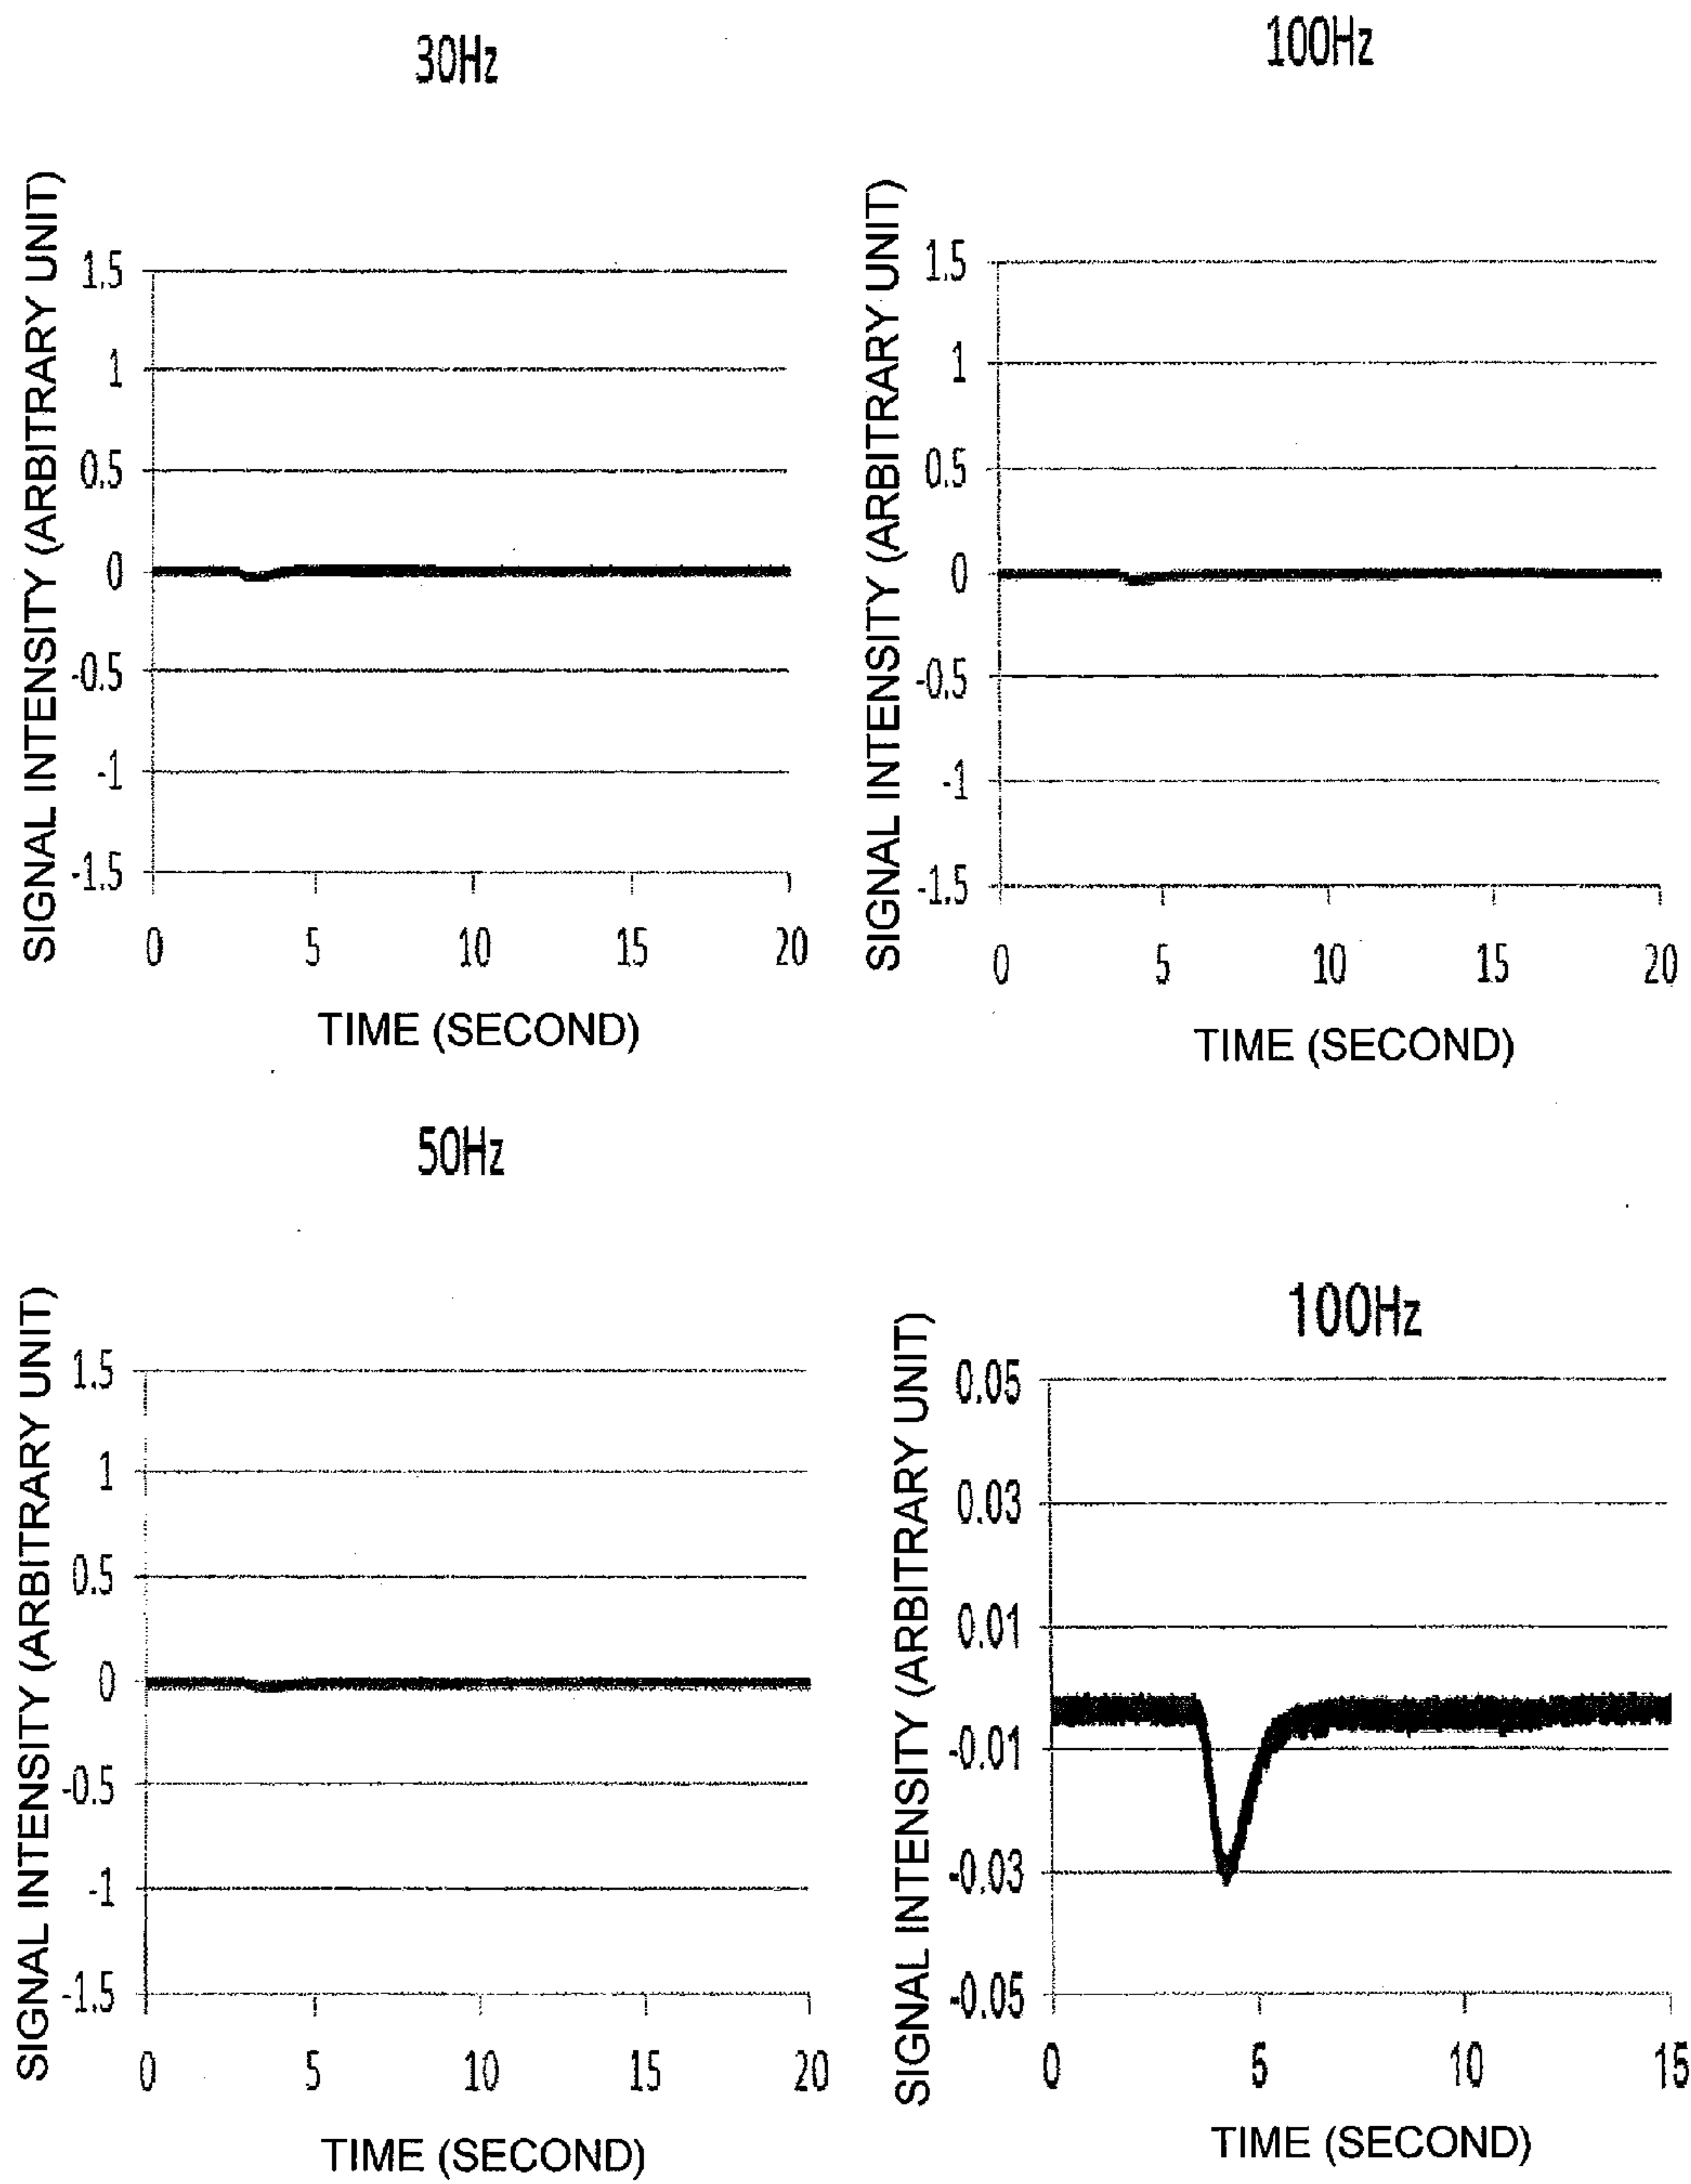 30Hz
SIGNAL INTENSITY (ARBITRARY UNIT)
1.5
1
0.5
0
-0.5
-1
-1.5
0 5 10 15 20
TIME (SECOND)
100Hz
SIGNAL INTENSITY (ARBITRARY UNIT)
1.5
1
0.5
0
-0.5
-1
-1.5
0 5 10 15 20
TIME (SECOND)
50Hz
SIGNAL INTENSITY (ARBITRARY UNIT)
1.5
1
0.5
0
-0.5
-1
-1.5
0 5 10 15 20
TIME (SECOND)
100Hz
SIGNAL INTENSITY (ARBITRARY UNIT)
0.05
0.03
0.01
-0.01
-0.03
-0.05
0 5 10 15
TIME (SECOND)